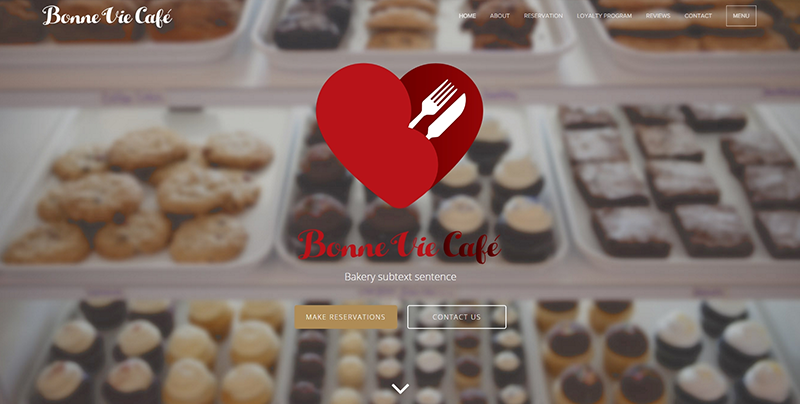 Bonne Vie Café
HOME ABOUT RESERVATION LOYALTY PROGRAM REVIEWS CONTACT MENU
Bonne Vie Café
Bakery subtext sentence
MAKE RESERVATIONS CONTACT US